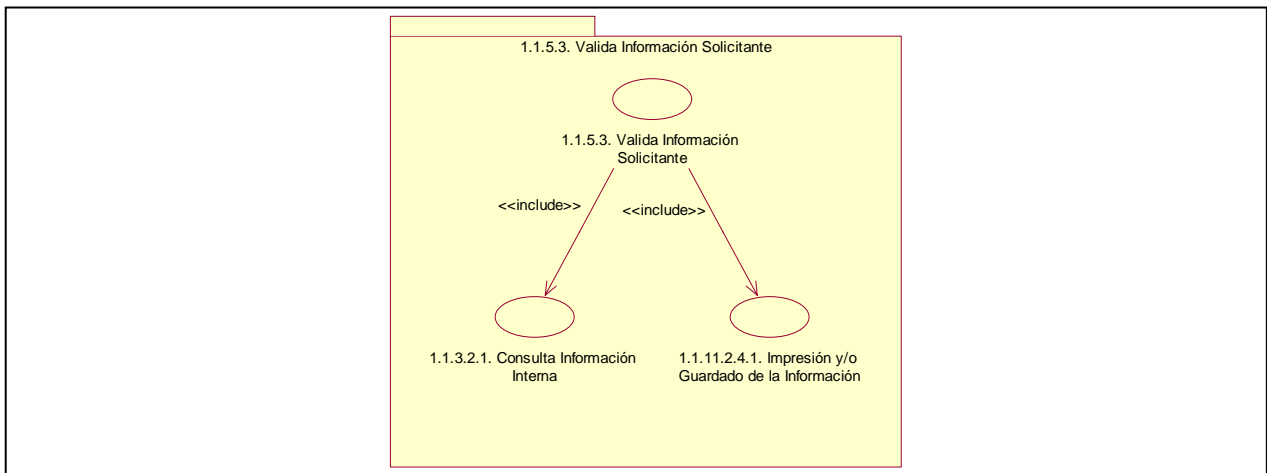 1.1.5.3. Valida Información Solicitante
1.1.5.3. Valida Información
Solicitante
<<include>>
<<include>>
1.1.3.2.1. Consulta Información
Interna
1.1.11.2.4.1. Impresión y/o
Guardado de la Información